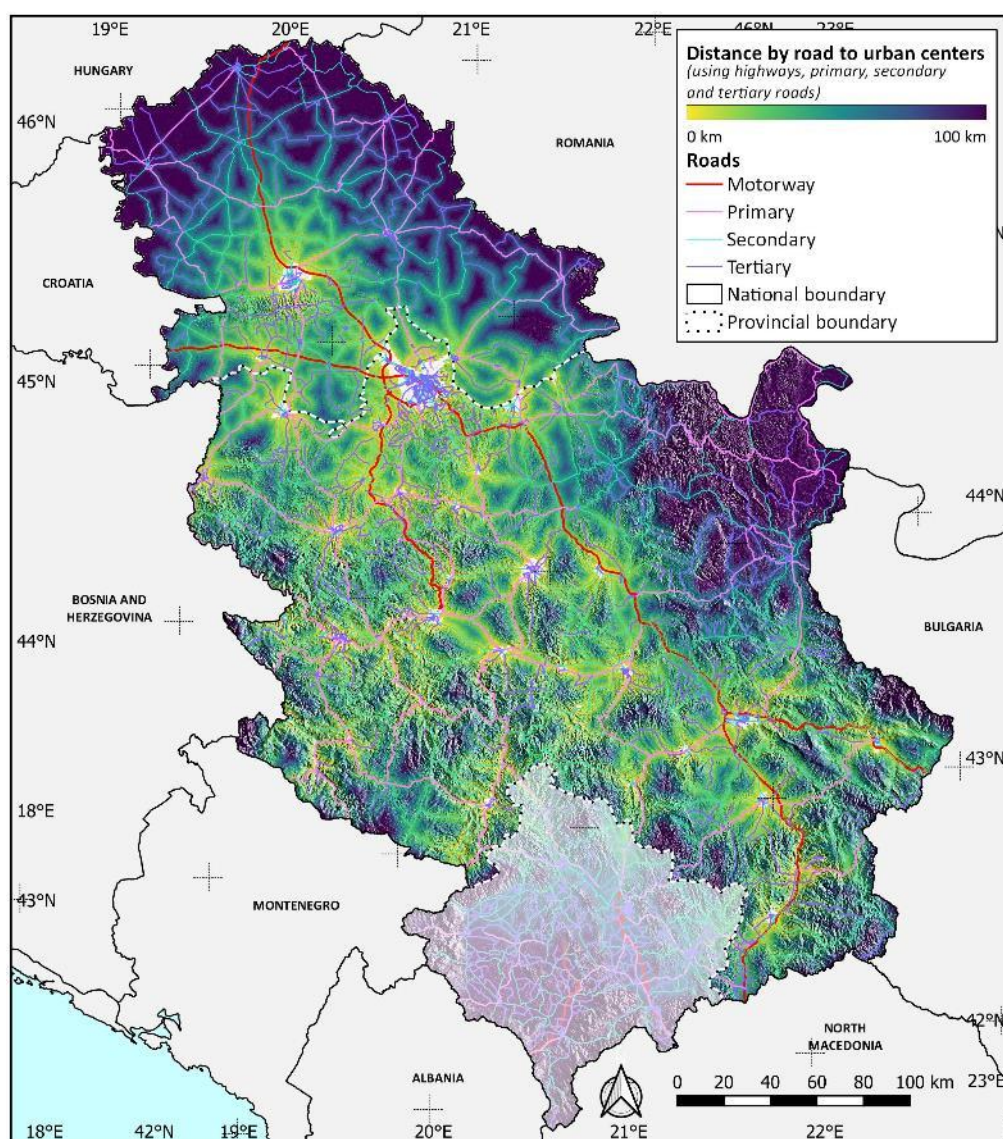 19°E
20°E
21°E
22°E
46°N
22°E
HUNGARY
46°N
ROMANIA
CROATIA
45°N
44°N
BOSNIA AND
HERZEGOVINA
44°N
BULGARIA
43°N
18°E
43°N
MONTENEGRO
42°N
NORTH
MACEDONIA
ALBANIA
23°E
18°E
42°N
19°E
20°E
21°E
22°E
Distance by road to urban centers
(using highways, primary, secondary
and tertiary roads)
0 km
100 km
Roads
Motorway
Primary
Secondary
Tertiary
National boundary
Provincial boundary
0 20 40 60 80 100 km